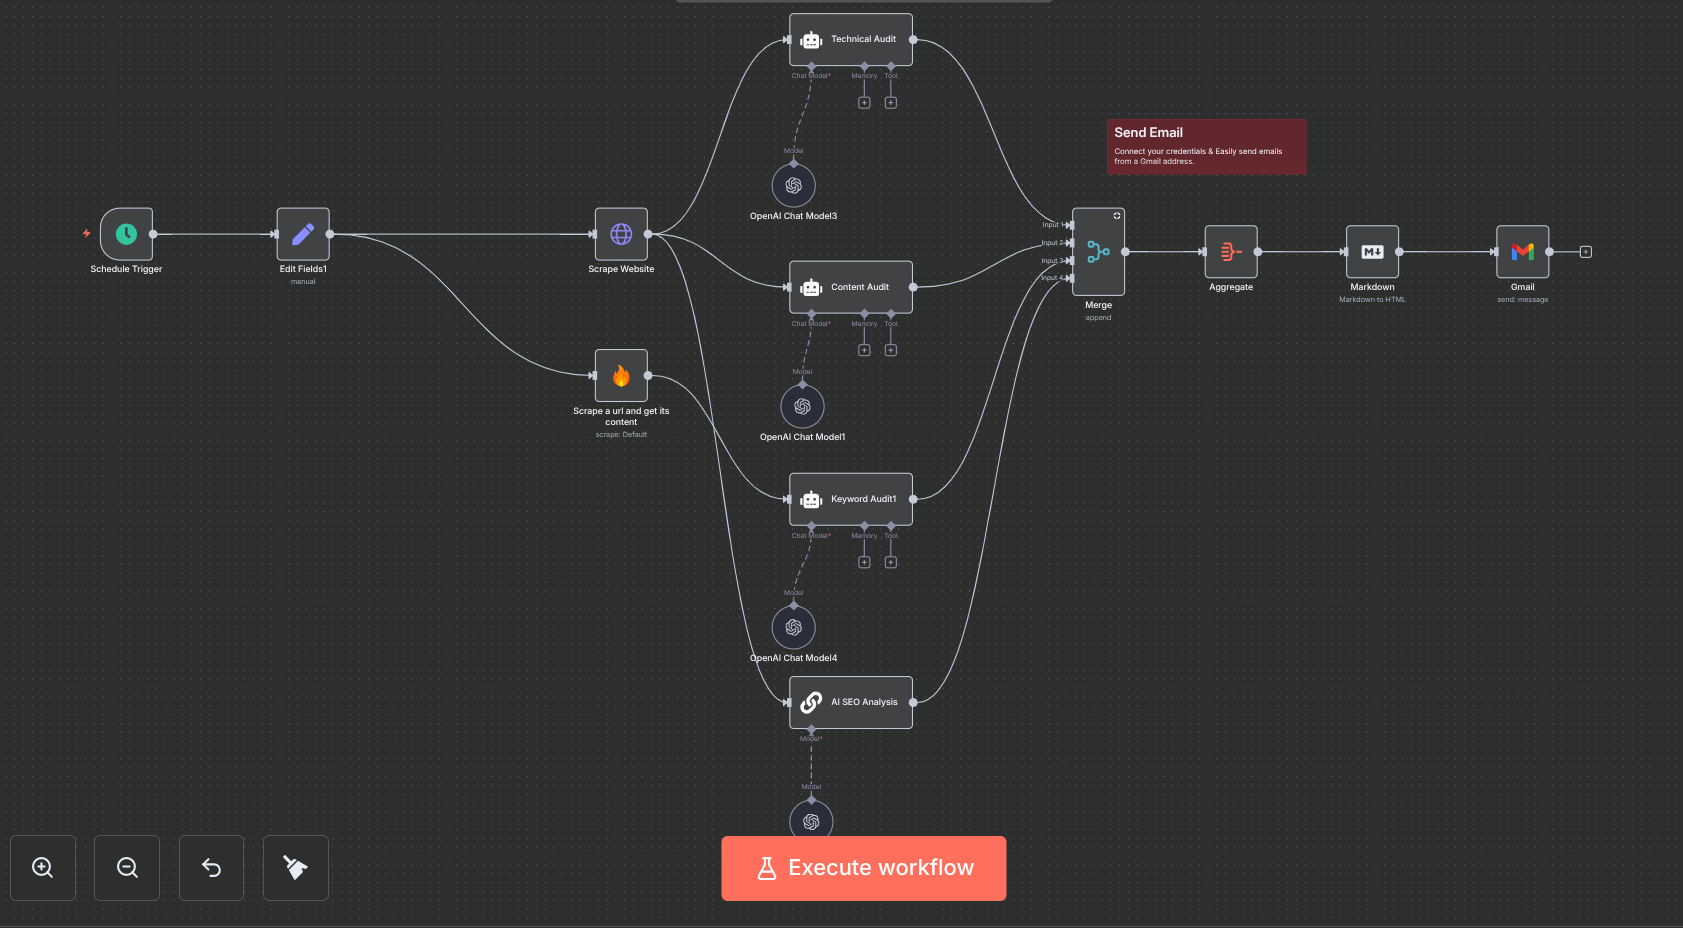 Technical Audit
Chat Model*
Memory
Tool
Model
OpenAI Chat Model3
Send Email
Connect your credentials & Easily send emails
from a Gmail address.
Schedule Trigger
Edit Fields1
manual
Scrape Website
Content Audit
Chat Model*
Memory
Tool
Model
OpenAI Chat Model1
Input 1
Input 2
Input 3
Input 4
Merge
append
Aggregate
M
Markdown
Markdown to HTML
Gmail
send: message
Scrape a url and get its
content
scrape: Default
Keyword Audit1
Chat Model*
Memory
Tool
Model
OpenAI Chat Model4
AI SEO Analysis
Model*
Model
Execute workflow